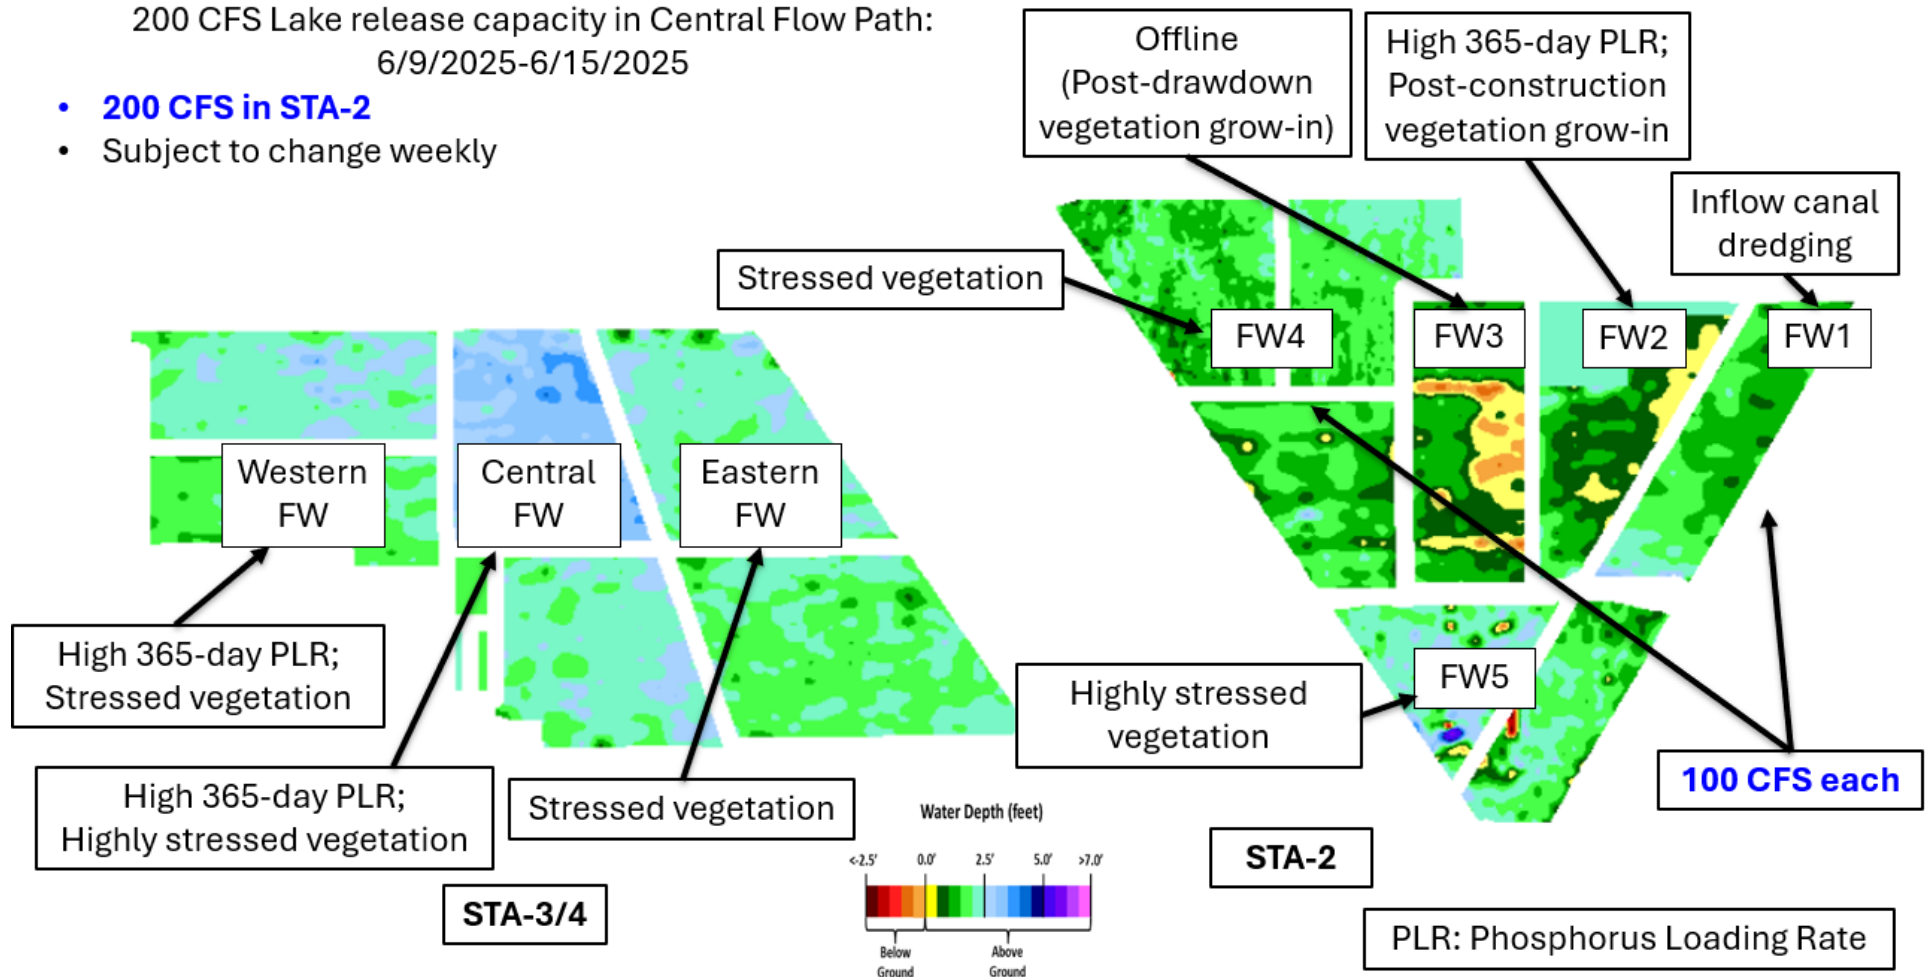 200 CFS Lake release capacity in Central Flow Path:
6/9/2025-6/15/2025
• 200 CFS in STA-2
• Subject to change weekly
Offline
(Post-drawdown
vegetation grow-in)
High 365-day PLR;
Post-construction
vegetation grow-in
Inflow canal
dredging
Stressed vegetation
FW4
FW3
FW2
FW1
Western
FW
Central
FW
Eastern
FW
High 365-day PLR;
Stressed vegetation
Highly stressed
vegetation
FW5
100 CFS each
High 365-day PLR;
Highly stressed vegetation
Stressed vegetation
Water Depth (feet)
<-2.5' 0.0' 2.5' 5.0' >7.0'
Below
Ground
Above
Ground
STA-2
STA-3/4
PLR: Phosphorus Loading Rate